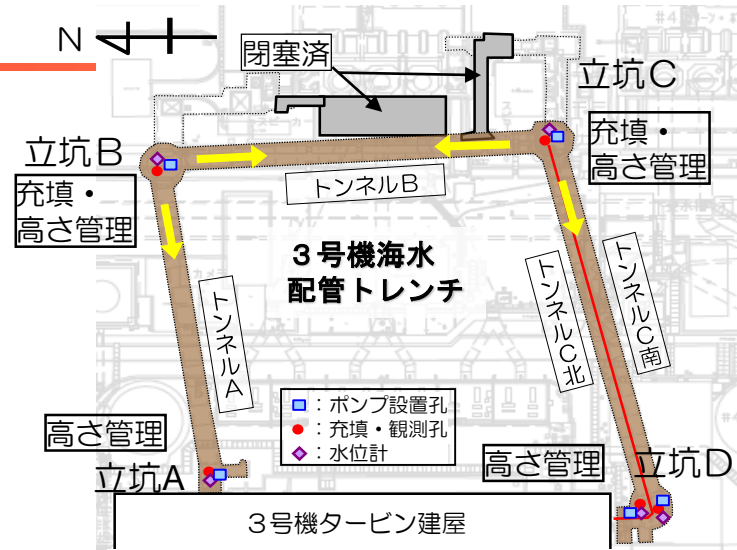 N
閉塞済
立坑C
充填・
高さ管理
立坑B
充填・
高さ管理
トンネルB
3号機海水
配管トレンチ
トンネルA
トンネルC北
トンネルC南
：ポンプ設置孔
：充填・観測孔
：水位計
高さ管理
立坑A
高さ管理
立坑D
3号機タービン建屋